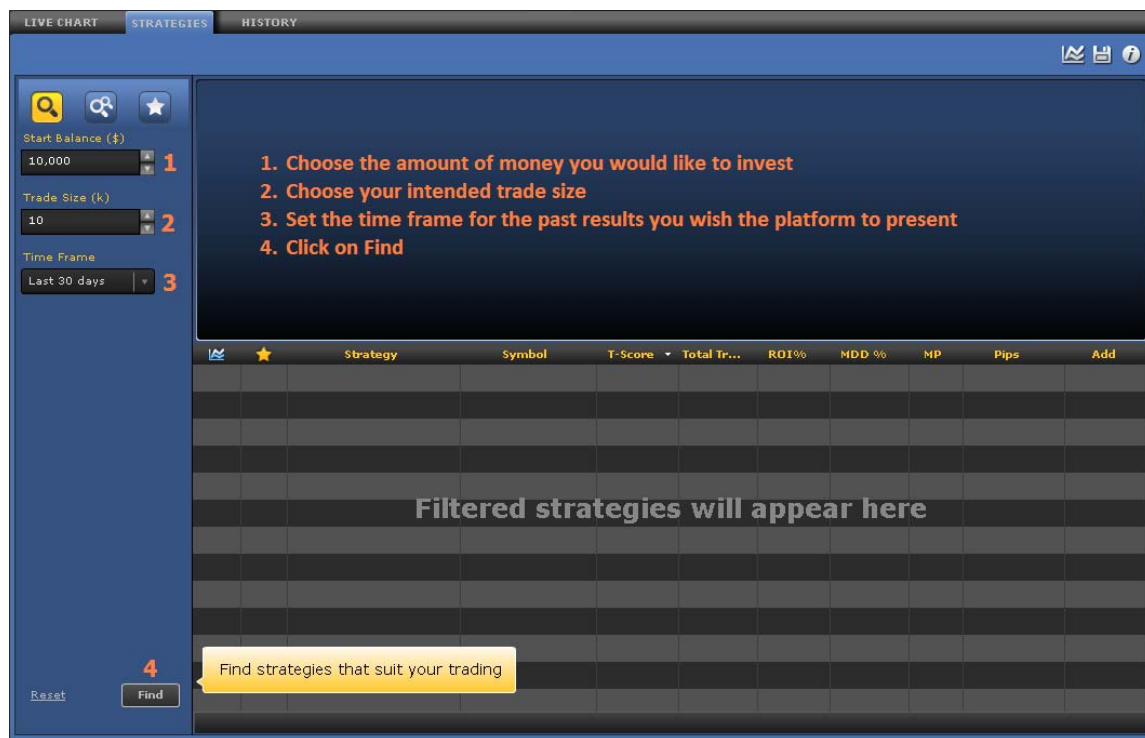 LIVE CHART STRATEGIES HISTORY
Start Balance ($)
10,000 1
Trade Size (k)
10 2
Time Frame
Last 30 days 3
1. Choose the amount of money you would like to invest
2. Choose your intended trade size
3. Set the time frame for the past results you wish the platform to present
4. Click on Find
Strategy Symbol T-Score Total Tr... ROI% MDD % MP Pips Add
Filtered strategies will appear here
4
Find strategies that suit your trading
Reset Find